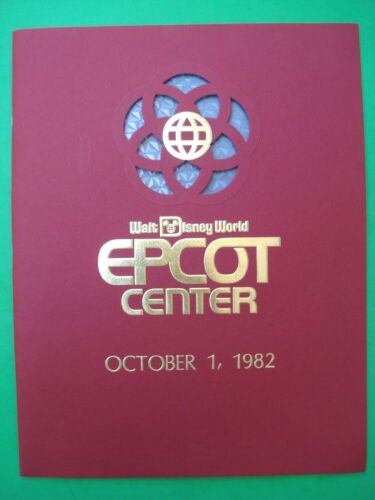 Walt Disney World
EPCOT
CENTER
OCTOBER 1, 1982